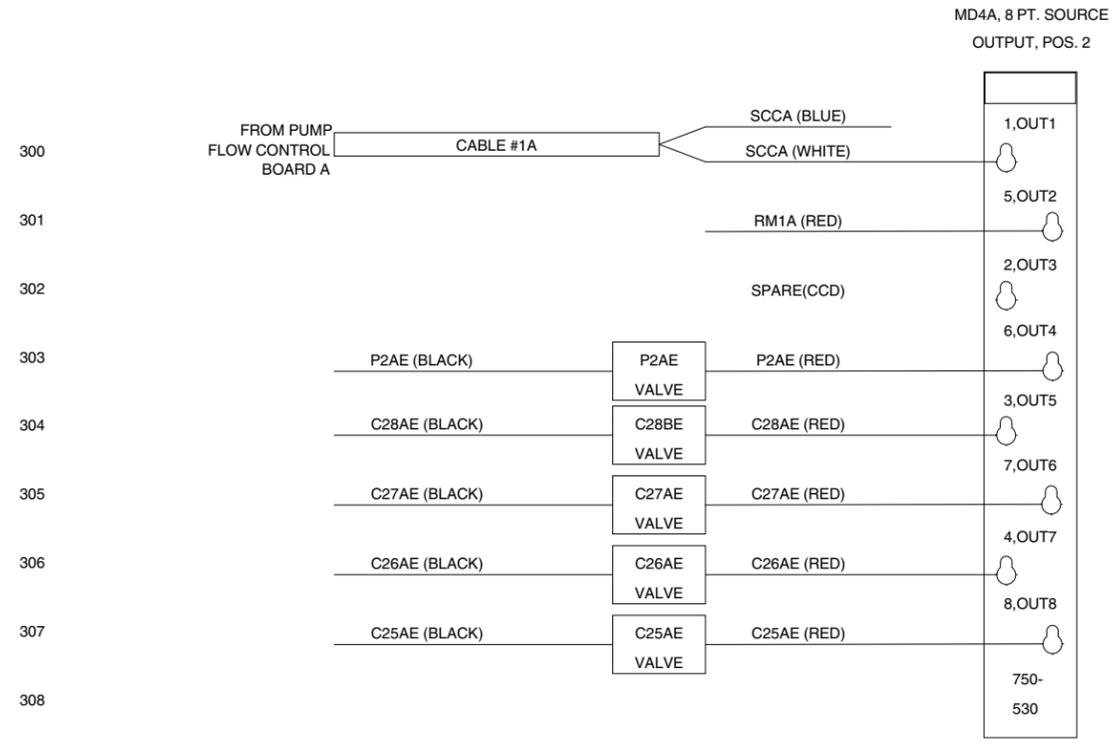 MD4A, 8 PT. SOURCE
OUTPUT, POS. 2
SCCA (BLUE)
1,OUT1
FROM PUMP
FLOW CONTROL
BOARD A
CABLE #1A
300
SCCA (WHITE)
5,OUT2
301
RM1A (RED)
2,OUT3
302
SPARE(CCD)
6,OUT4
303
P2AE (BLACK)
P2AE
VALVE
P2AE (RED)
3,OUT5
304
C28AE (BLACK)
C28BE
VALVE
C28AE (RED)
7,OUT6
305
C27AE (BLACK)
C27AE
VALVE
C27AE (RED)
4,OUT7
306
C26AE (BLACK)
C26AE
VALVE
C26AE (RED)
8,OUT8
307
C25AE (BLACK)
C25AE
VALVE
C25AE (RED)
750-
530
308